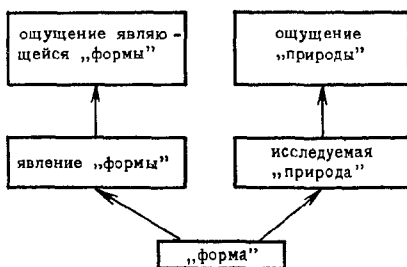 ощущение являю-
щейся „формы”
ощущение
„природы”
явление „формы”
исследуемая
„природа”
„форма”